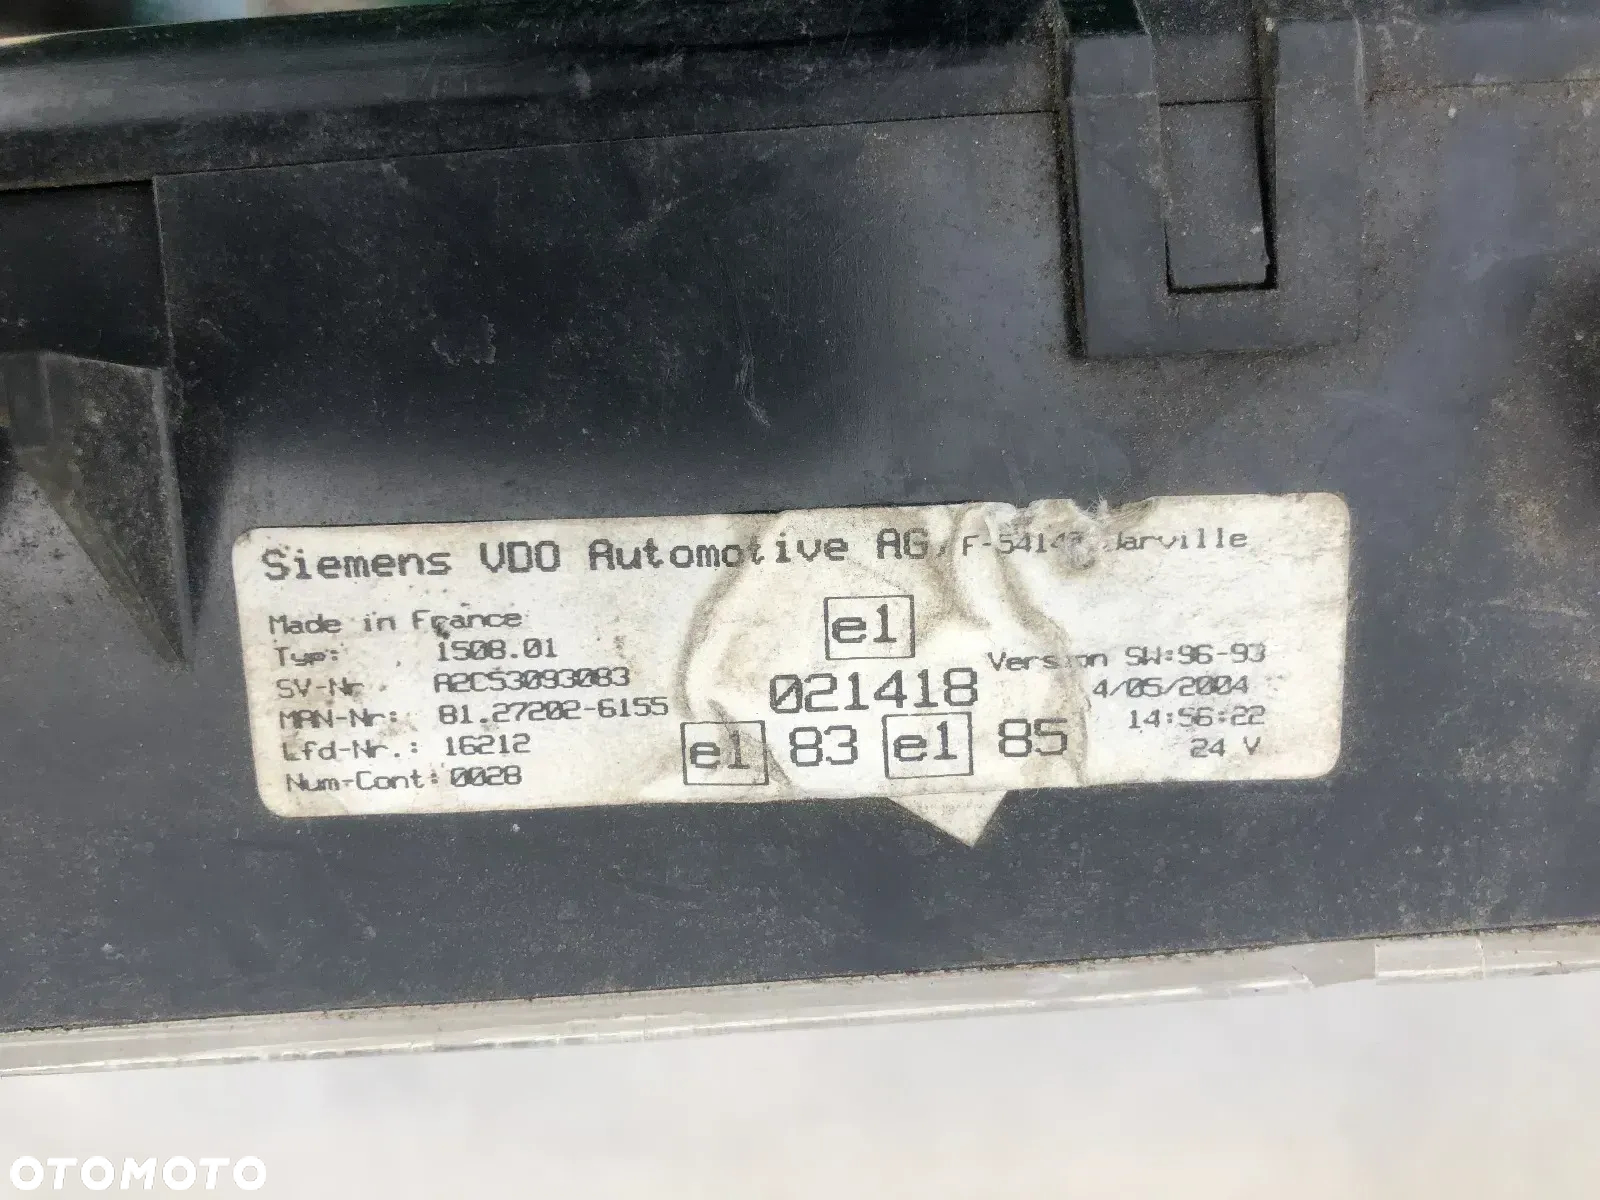 Siemens VDO Automotive AG, Jarville
Made in France
e1
Typ: 1508.01
Version SW:96-93
SV-Nr. A2C53093083
021418
4/05/2004
MAN-Nr: 81.27202-6155
14:56:22
Lfd-Nr.: 16212
e1 83 e1 85
24 V
Num-Cont: 0028
OTOMOTO